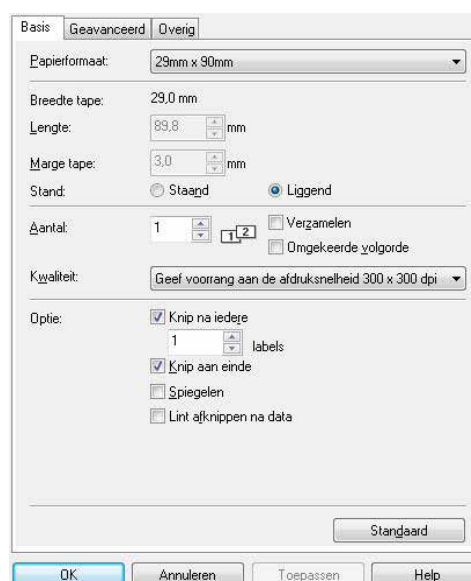 Basis Geavanceerd Overig
Papierformaat: 29mm x 90mm
Breedte tape: 29,0 mm
Lengte: 89,8 mm
Marge tape: 3,0 mm
Stand: Staand Liggend
Aantal: 1 1 2 Verzamelen
Omgekeerde volgorde
Kwaliteit: Geef voorrang aan de afdruksnelheid 300 x 300 dpi
Optie: Knip na iedere
1 labels
Knip aan einde
Spiegelen
Lint afknippen na data
Standaard
OK Annuleren Toepassen Help